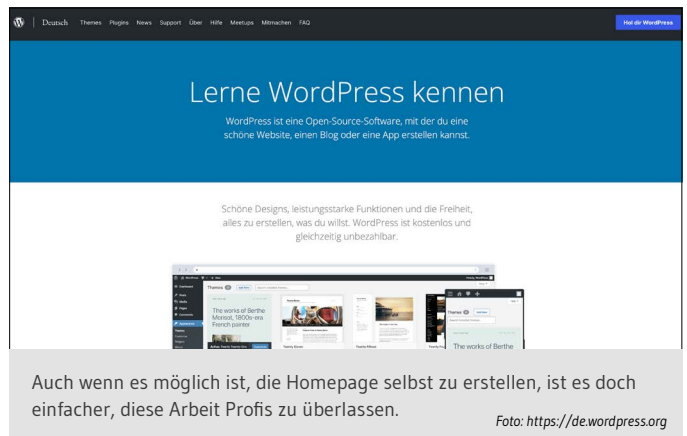 Deutsch Themes Plugins News Support Über Hilfe Meetups Mitmachen FAQ Hol dir WordPress
Lerne WordPress kennen
WordPress ist eine Open-Source-Software, mit der du eine
schöne Website, einen Blog oder eine App erstellen kannst.
Schöne Designs, leistungsstarke Funktionen und die Freiheit,
alles zu erstellen, was du willst. WordPress ist kostenlos und
gleichzeitig unbezahlbar.
Themes Add New
The works of Berthe
Morisot, 1800s-era
French painter
The works of Berthe
Auch wenn es möglich ist, die Homepage selbst zu erstellen, ist es doch
einfacher, diese Arbeit Profis zu überlassen.
Foto: https://de.wordpress.org